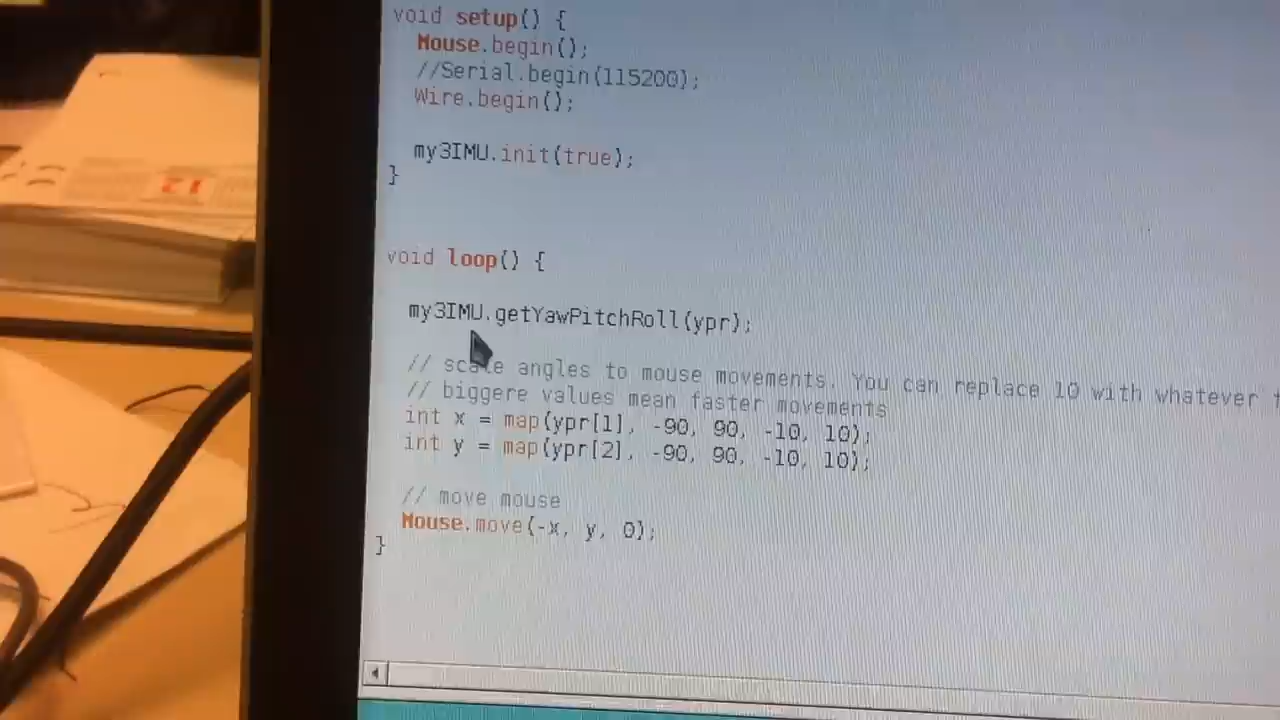 void setup() {
Mouse.begin();
//Serial.begin(115200);
Wire.begin();
my3IMU.init(true);
}
void loop() {
my3IMU.getYawPitchRoll(ypr);
// scale angles to mouse movements. You can replace 10 with whatever
// biggere values mean faster movements
int x = map(ypr[1], -90, 90, -10, 10);
int y = map(ypr[2], -90, 90, -10, 10);
// move mouse
Mouse.move(-x, y, 0);
}